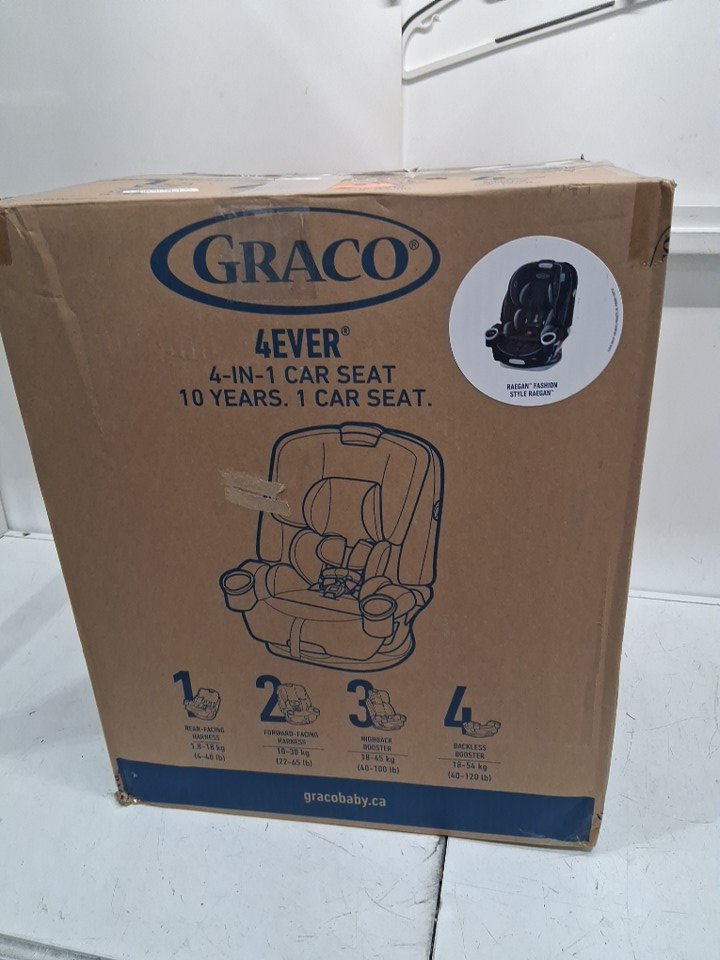 GRACO®
4EVER®
4-IN-1 CAR SEAT
10 YEARS. 1 CAR SEAT.
RAEGAN™ FASHION
STYLE RAEGAN™
1
REAR-FACING
HARNESS
1.8-18 kg
(4-40 lb)
2
FORWARD-FACING
HARNESS
10-30 kg
(22-65 lb)
3
HIGHBACK
BOOSTER
18-45 kg
(40-100 lb)
4
BACKLESS
BOOSTER
18-54 kg
(40-120 lb)
gracobaby.ca